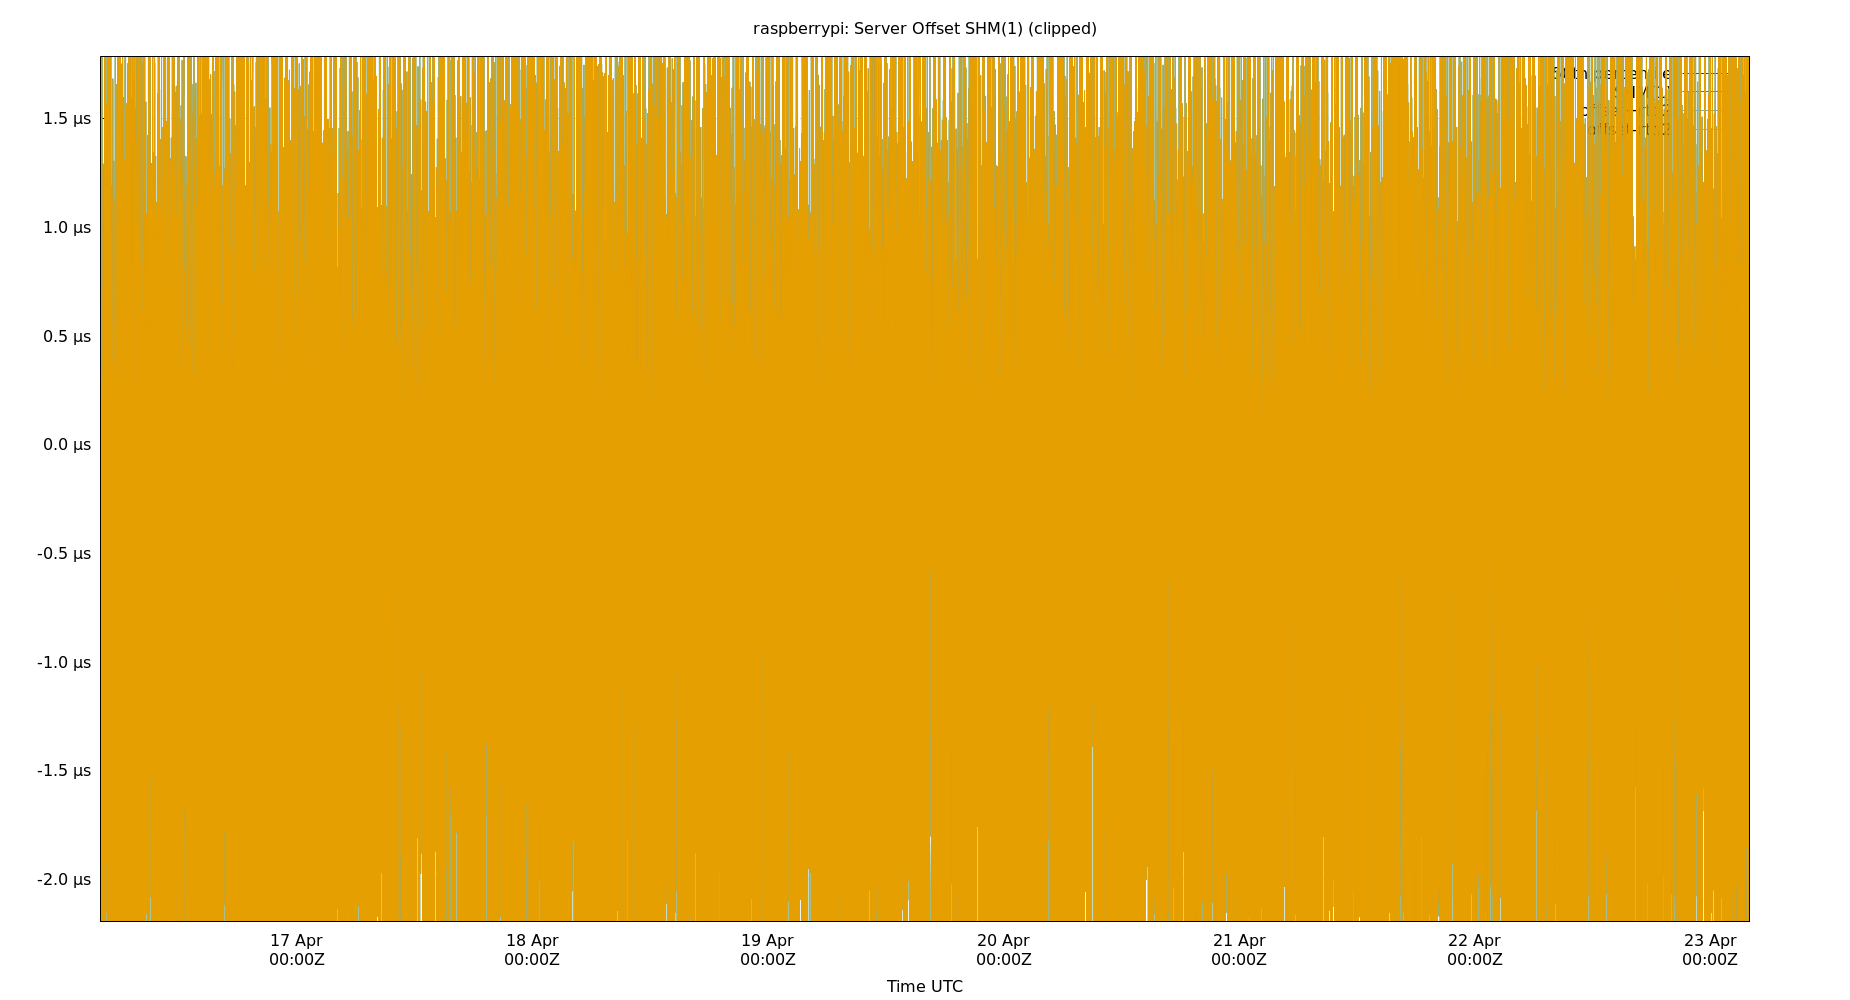 raspberrypi: Server Offset SHM(1) (clipped)
1.5 µs
1.0 µs
0.5 µs
0.0 µs
-0.5 µs
-1.0 µs
-1.5 µs
-2.0 µs
17 Apr
00:00Z
18 Apr
00:00Z
19 Apr
00:00Z
20 Apr
00:00Z
21 Apr
00:00Z
22 Apr
00:00Z
23 Apr
00:00Z
Time UTC